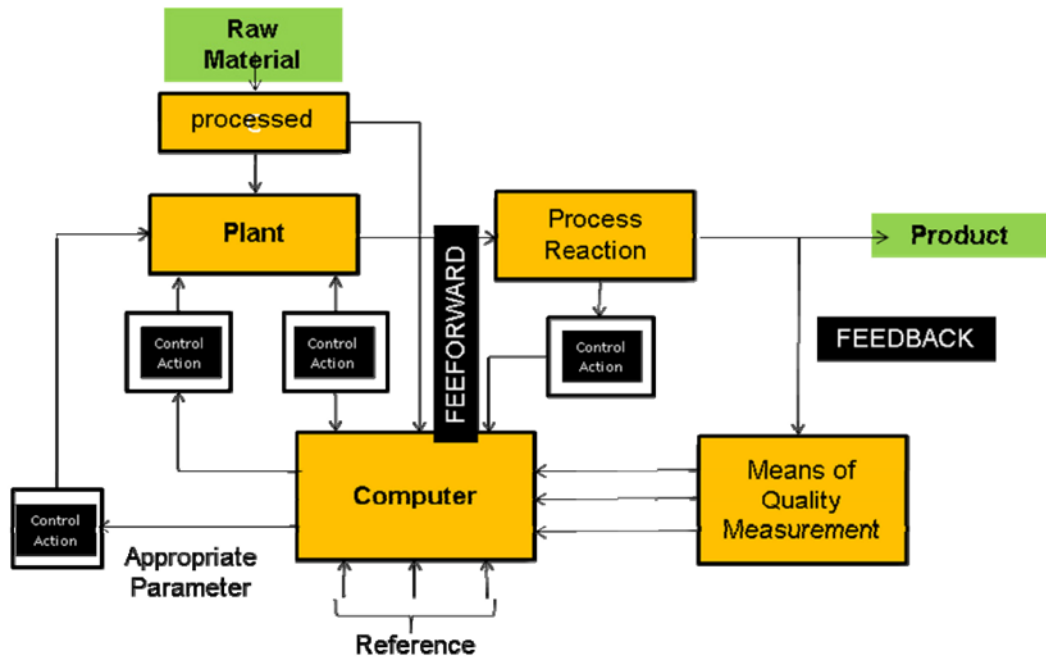 Raw
Material
processed
Plant
Process
Reaction
Product
Control
Action
Control
Action
FEEFORWARD
Control
Action
FEEDBACK
Computer
Means of
Quality
Measurement
Control
Action
Appropriate
Parameter
Reference